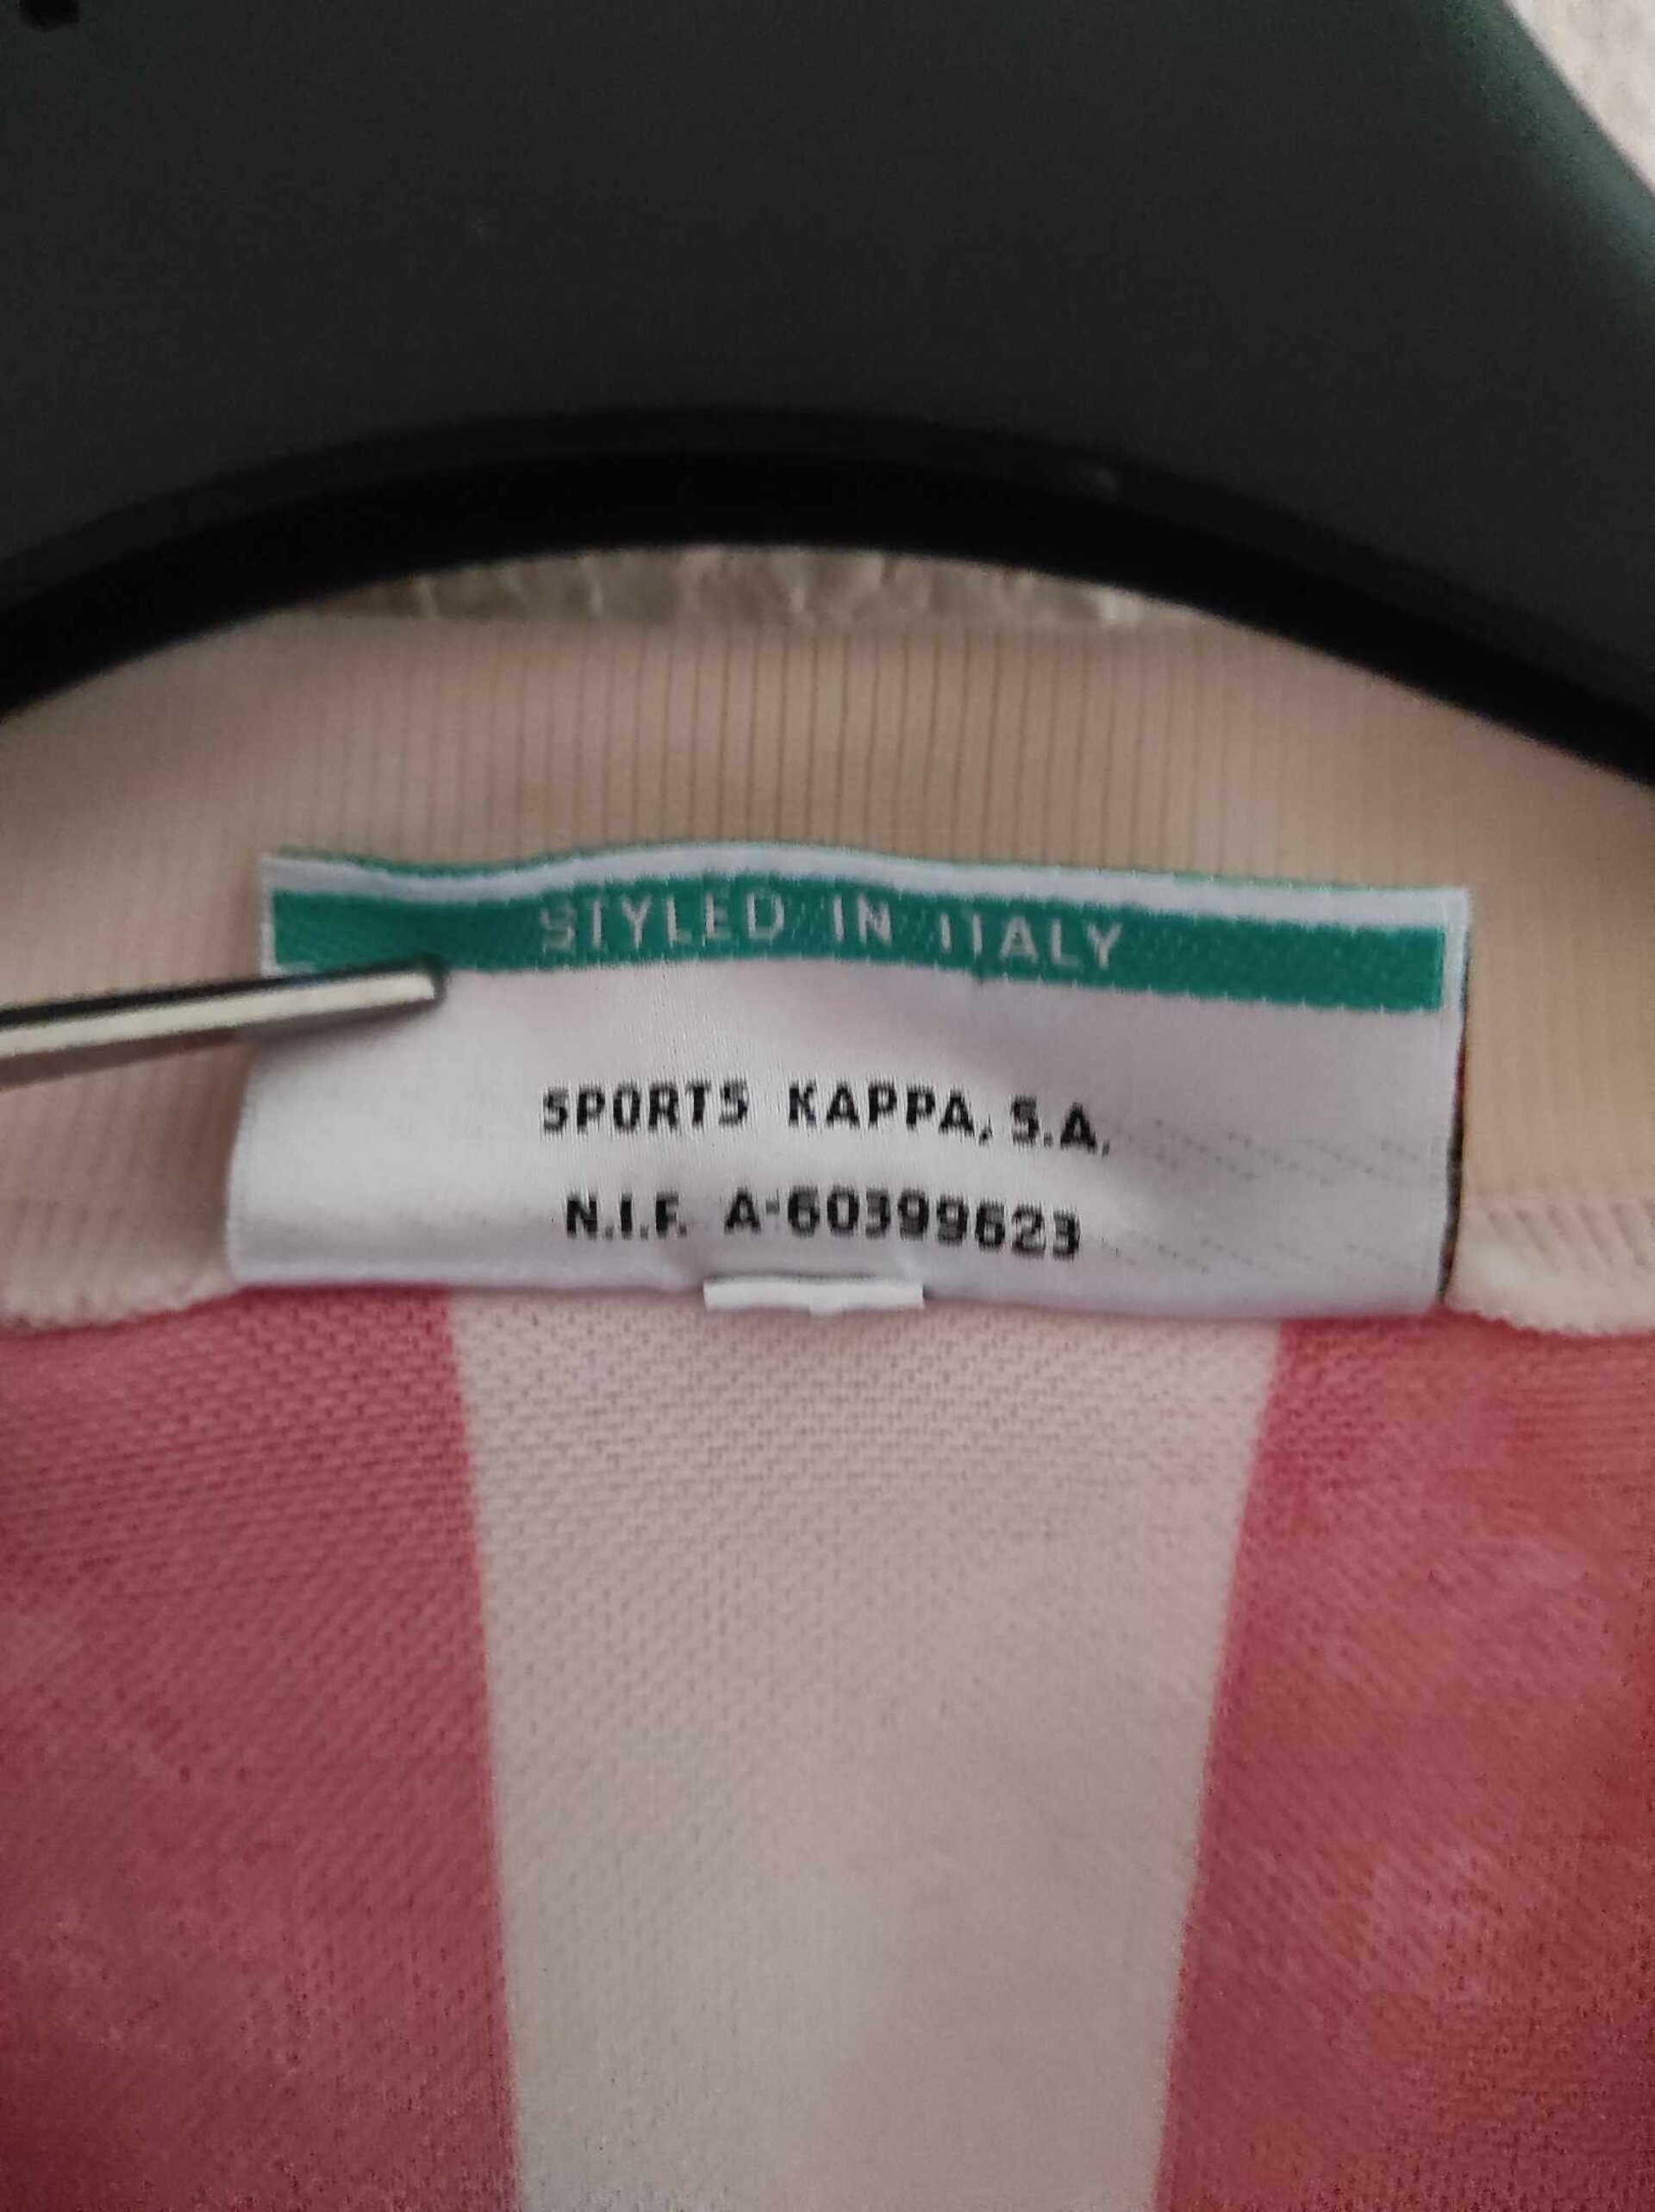 STYLED IN ITALY
SPORTS KAPPA, S.A.
N.I.F. A-60399623